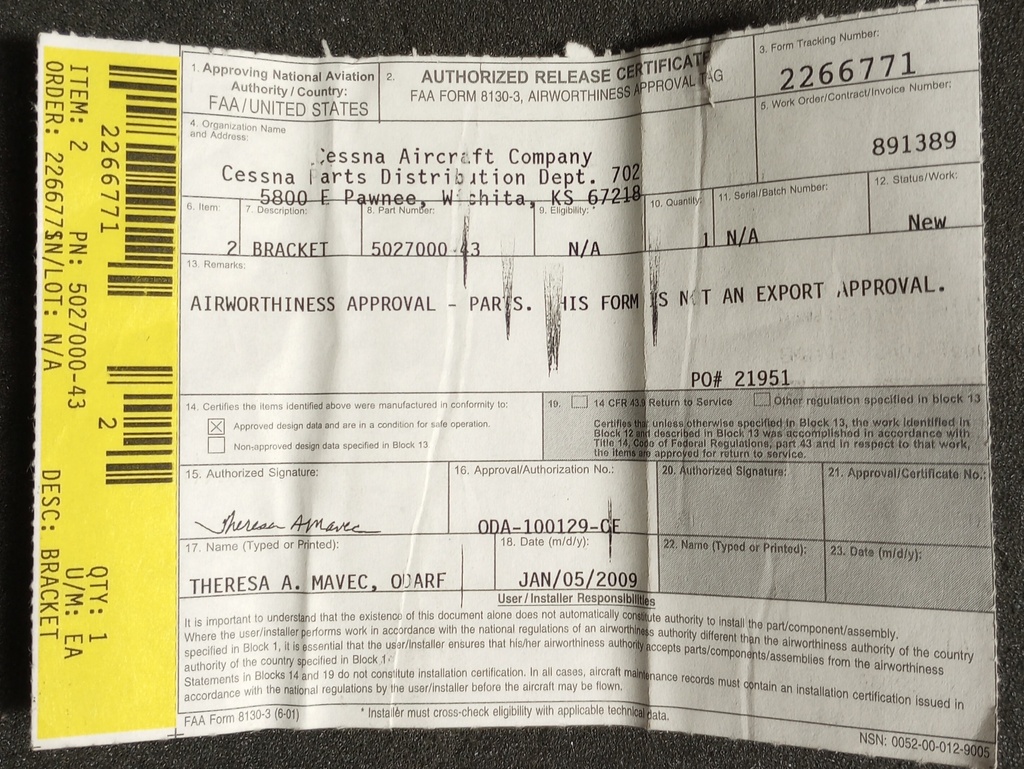 ITEM: 2 PN: 5027000-43 QTY: 1 U/M: EA
ORDER: 226677 SN/LOT: N/A DESC: BRACKET
2266771
2
1. Approving National Aviation
Authority / Country:
FAA/UNITED STATES
2.
AUTHORIZED RELEASE CERTIFICATE
FAA FORM 8130-3, AIRWORTHINESS APPROVAL TAG
3. Form Tracking Number:
2266771
4. Organization Name
and Address:
Cessna Aircraft Company
Cessna Parts Distribution Dept. 702
5800 E Pawnee, Wichita, KS 67218
5. Work Order/Contract/Invoice Number:
891389
6. Item:
2
7. Description:
BRACKET
8. Part Number:
5027000-43
9. Eligibility: *
N/A
10. Quantity:
1
11. Serial/Batch Number:
N/A
12. Status/Work:
New
13. Remarks:
AIRWORTHINESS APPROVAL - PARTS. THIS FORM IS NOT AN EXPORT APPROVAL.
PO# 21951
14. Certifies the items identified above were manufactured in conformity to:
Approved design data and are in a condition for safe operation.
Non-approved design data specified in Block 13.
19. 14 CFR 43.9 Return to Service Other regulation specified in block 13
Certifies that unless otherwise specified in Block 13, the work identified in
Block 12 and described in Block 13 was accomplished in accordance with
Title 14, Code of Federal Regulations, part 43 and in respect to that work,
the items are approved for return to service.
15. Authorized Signature:
Theresa A Mavec
16. Approval/Authorization No.:
ODA-100129-CE
20. Authorized Signature:
21. Approval/Certificate No.:
17. Name (Typed or Printed):
THERESA A. MAVEC, ODARF
18. Date (m/d/y):
JAN/05/2009
22. Name (Typed or Printed):
23. Date (m/d/y):
User/Installer Responsibilities
It is important to understand that the existence of this document alone does not automatically constitute authority to install the part/component/assembly.
Where the user/installer performs work in accordance with the national regulations of an airworthiness authority different than the airworthiness authority of the country
specified in Block 1, it is essential that the user/installer ensures that his/her airworthiness authority accepts parts/components/assemblies from the airworthiness
authority of the country specified in Block 1.
Statements in Blocks 14 and 19 do not constitute installation certification. In all cases, aircraft maintenance records must contain an installation certification issued in
accordance with the national regulations by the user/installer before the aircraft may be flown.
FAA Form 8130-3 (6-01)
* Installer must cross-check eligibility with applicable technical data.
NSN: 0052-00-012-9005